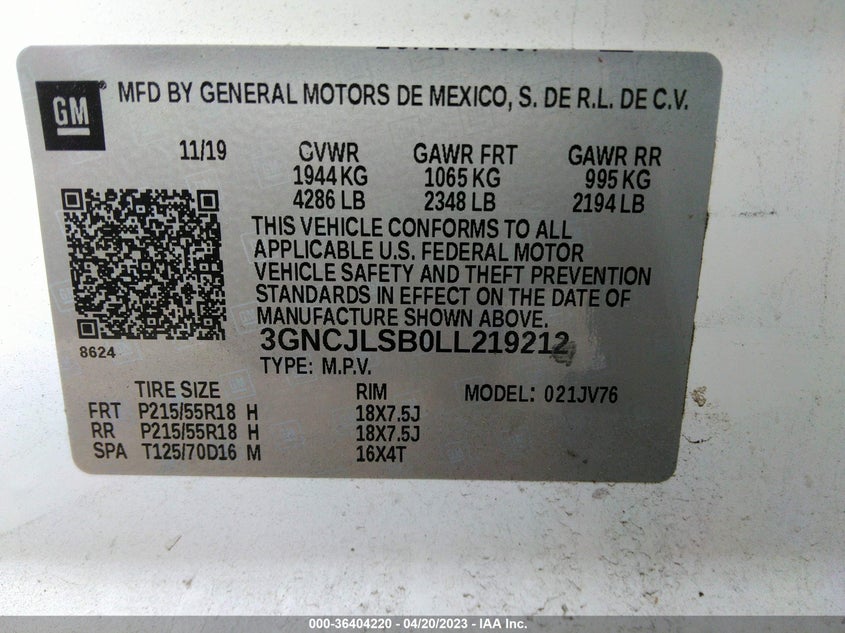 GM
MFD BY GENERAL MOTORS DE MEXICO, S. DE R.L. DE C.V.
11/19 GVWR GAWR FRT GAWR RR
1944 KG 1065 KG 995 KG
4286 LB 2348 LB 2194 LB
THIS VEHICLE CONFORMS TO ALL
APPLICABLE U.S. FEDERAL MOTOR
VEHICLE SAFETY AND THEFT PREVENTION
STANDARDS IN EFFECT ON THE DATE OF
MANUFACTURE SHOWN ABOVE.
8624
3GNCJLSB0LL219212
TYPE: M.P.V.
TIRE SIZE RIM MODEL: 021JV76
FRT P215/55R18 H 18X7.5J
RR P215/55R18 H 18X7.5J
SPA T125/70D16 M 16X4T
000-36404220 - 04/20/2023 - IAA Inc.